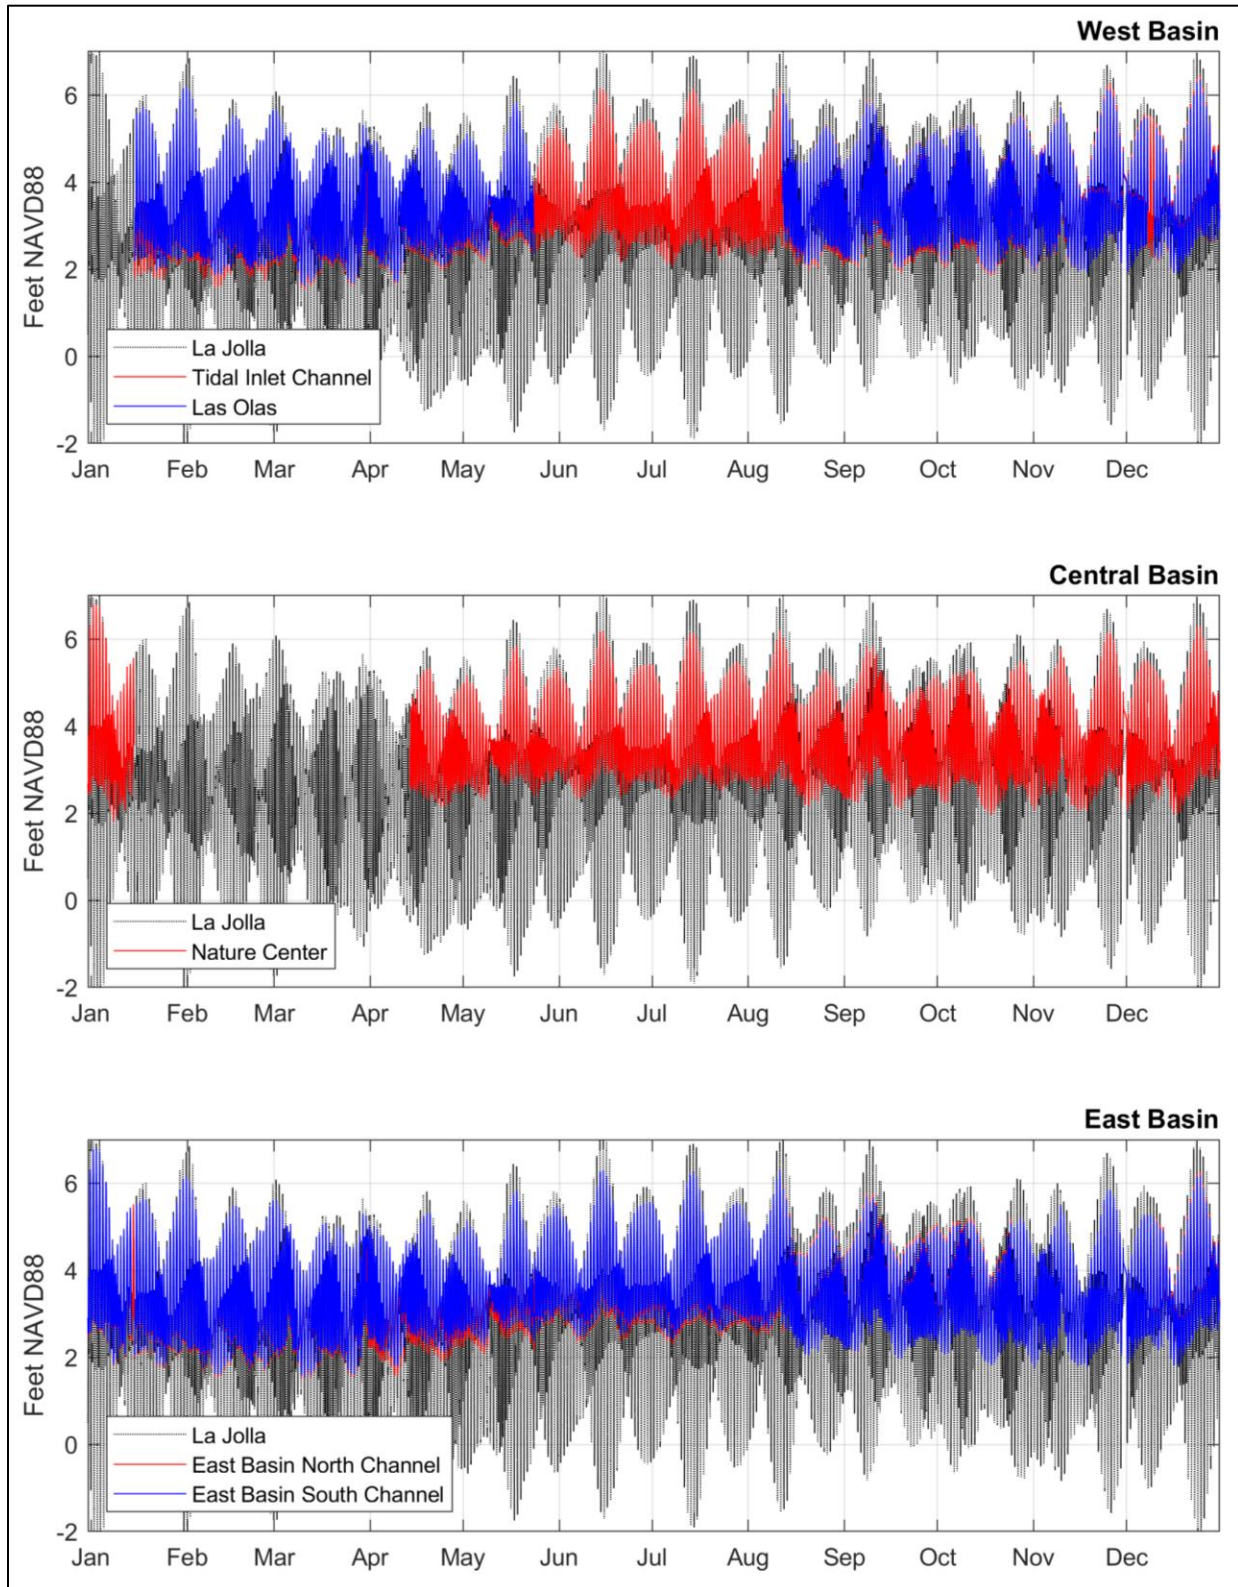 West Basin
Feet NAVD88
6
4
2
0
-2
La Jolla
Tidal Inlet Channel
Las Olas
Jan Feb Mar Apr May Jun Jul Aug Sep Oct Nov Dec
Central Basin
Feet NAVD88
6
4
2
0
-2
La Jolla
Nature Center
Jan Feb Mar Apr May Jun Jul Aug Sep Oct Nov Dec
East Basin
Feet NAVD88
6
4
2
0
-2
La Jolla
East Basin North Channel
East Basin South Channel
Jan Feb Mar Apr May Jun Jul Aug Sep Oct Nov Dec